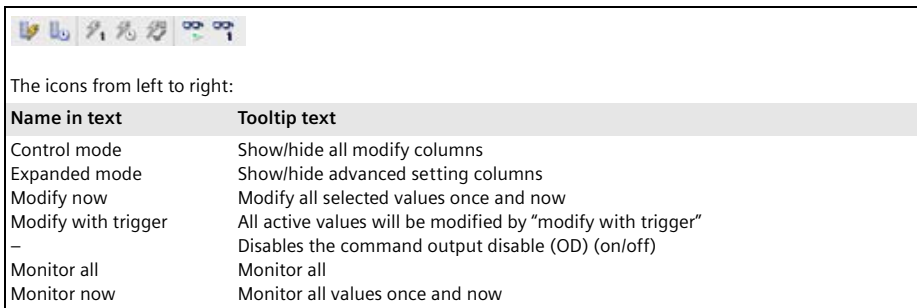 The icons from left to right:
Name in text Tooltip text
Control mode Show/hide all modify columns
Expanded mode Show/hide advanced setting columns
Modify now Modify all selected values once and now
Modify with trigger All active values will be modified by “modify with trigger”
– Disables the command output disable (OD) (on/off)
Monitor all Monitor all
Monitor now Monitor all values once and now